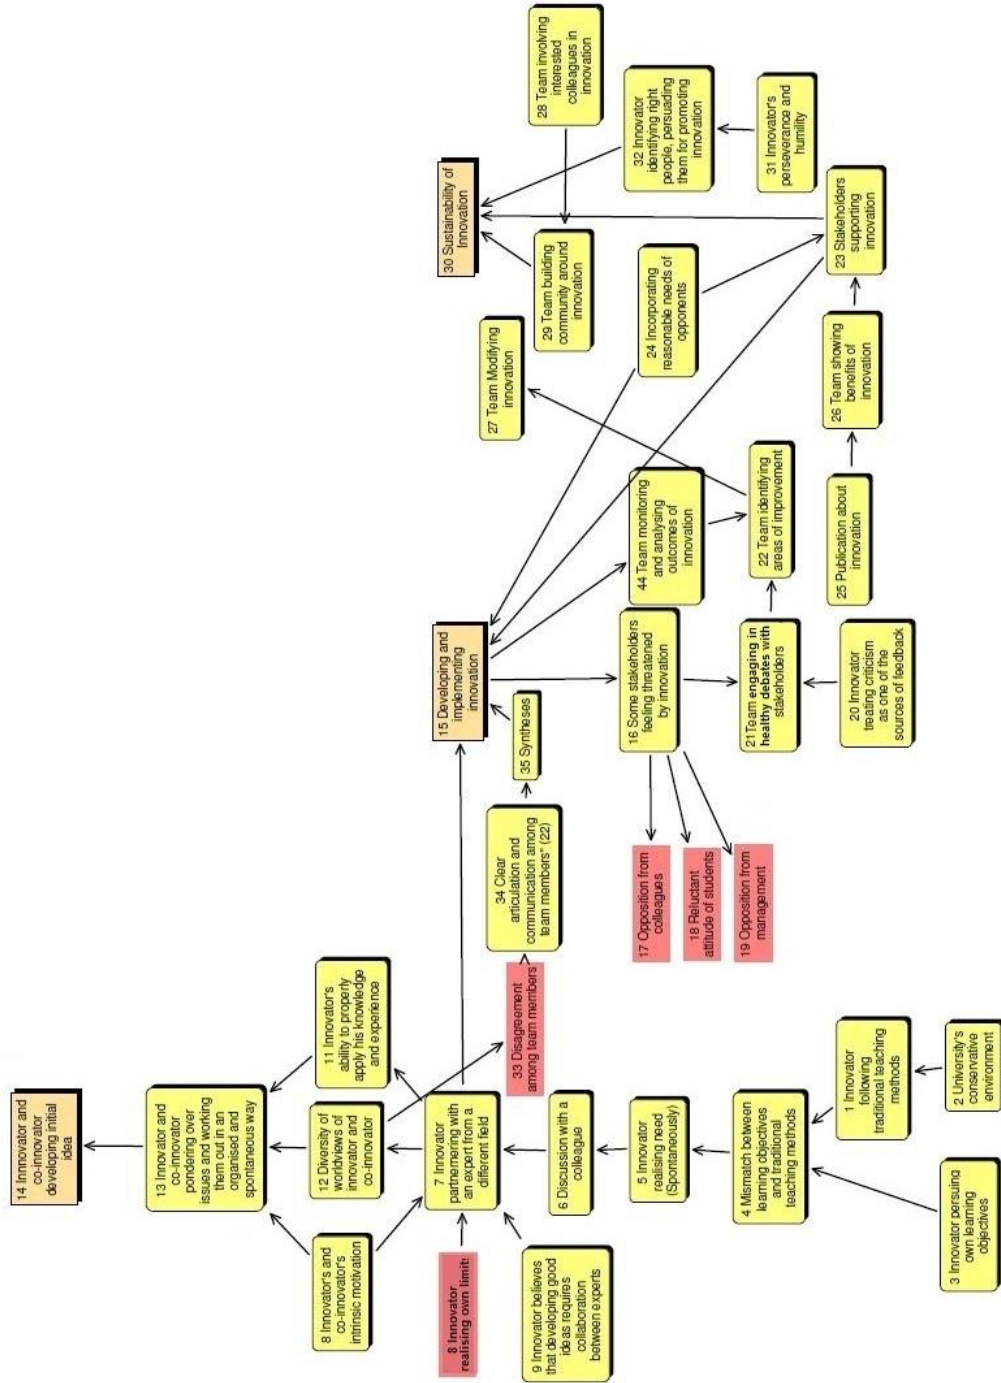 14 Innnovator and
co-innovator
developing initial
idea
13 Innovator and
co-innovator
pondering over
issues and working
them out in an
organised and
spontaneous way
8 Innovator's and
co-innovator's
intrinsic motivation
12 Diversity of
worldviews of
innovator and
co-innovator
11 Innovator's
ability to properly
apply his knowledge
and experience
8 Innovator
realising own limit
7 Innovator
partnernering with
an expert from a
different field
9 Innovator believes
that developing good
ideas requires
collaboration
between experts
33 Disagreement
among team members
6 Discussion with a
colleague
5 Innovator
realising need
(Spontaneously)
4 Mismatch between
learning objectives
and traditional
teaching methods
3 Innovator persuing
own learning
objectives
1 Innovator
following
traditional teaching
methods
2 University's
conservative
environment
34 Clear
articulation and
communication among
team members" (22)
35 Syntheses
15 Developing and
implementing
innovation
16 Some stakeholders
feeling threatened
by innovation
17 Opposition from
colleagues
18 Reluctant
attitude of students
19 Opposition from
management
21Team engaging in
healthy debates with
stakeholders
20 Innovator
treating criticism
as one of the
sources of feedback
44 Team monitoring
and analysing
outcomes of
innovation
22 Team identifying
areas of improvement
27 Team Modifying
innovation
25 Publication about
innovation
26 Team showing
benefits of
innovation
24 Incorporating
reasonable needs of
opponents
23 Stakeholders
supporting
innovation
30 Sustainability of
Innovation
29 Team building
community around
innovation
28 Team involving
interested
colleagues in
innovation
32 Innovator
identifying right
people, persuading
them for promoting
innovation
31 Innovator's
perseverance and
humility